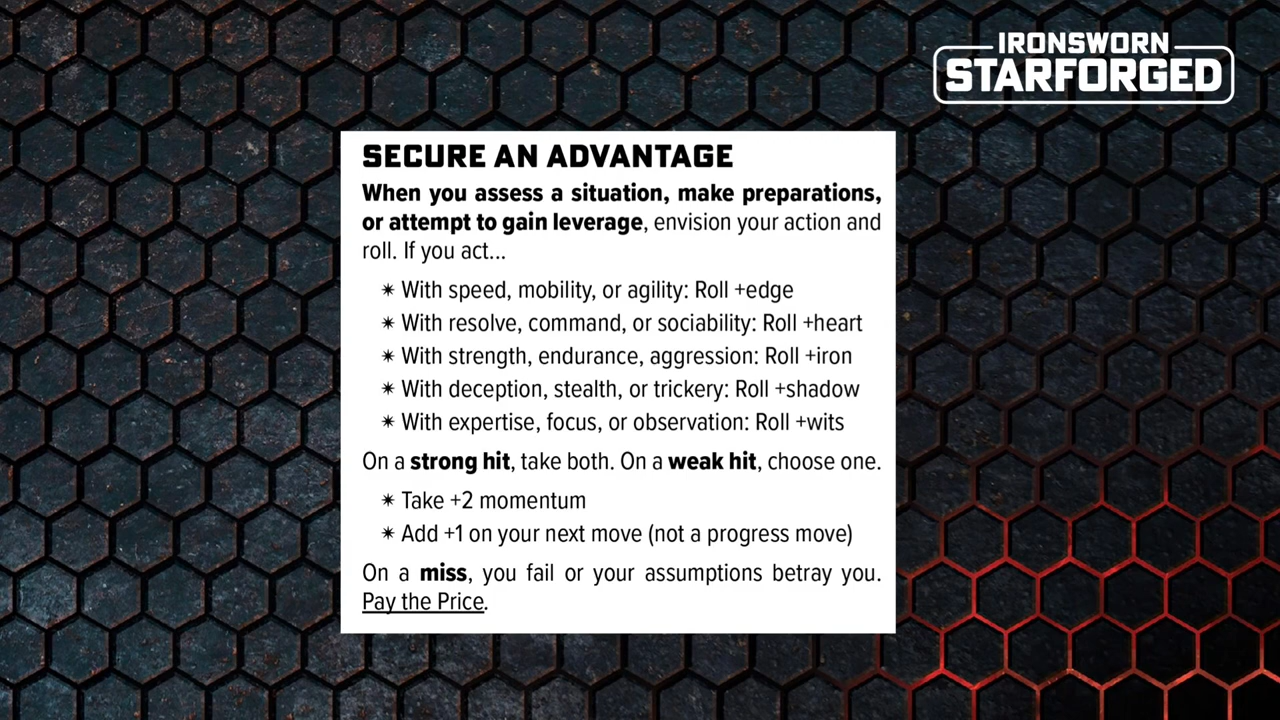 IRONSWORN
STARFORGED
SECURE AN ADVANTAGE
When you assess a situation, make preparations,
or attempt to gain leverage, envision your action and
roll. If you act...
✴ With speed, mobility, or agility: Roll +edge
✴ With resolve, command, or sociability: Roll +heart
✴ With strength, endurance, aggression: Roll +iron
✴ With deception, stealth, or trickery: Roll +shadow
✴ With expertise, focus, or observation: Roll +wits
On a strong hit, take both. On a weak hit, choose one.
✴ Take +2 momentum
✴ Add +1 on your next move (not a progress move)
On a miss, you fail or your assumptions betray you.
Pay the Price.